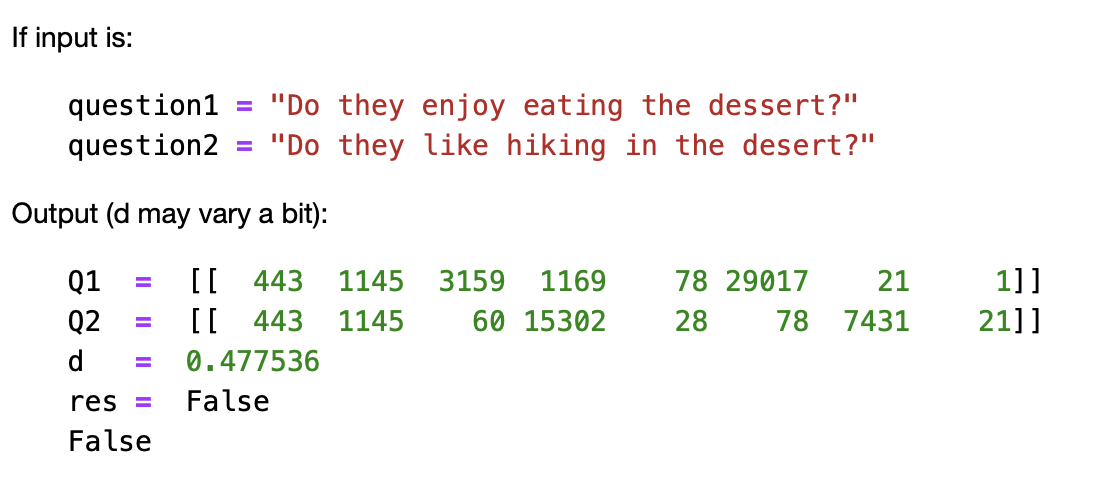 If input is:
question1 = "Do they enjoy eating the dessert?"
question2 = "Do they like hiking in the desert?"
Output (d may vary a bit):
Q1  =  [[  443  1145  3159  1169    78 29017    21     1]]
Q2  =  [[  443  1145    60 15302    28    78  7431    21]]
d   =  0.477536
res =  False
False